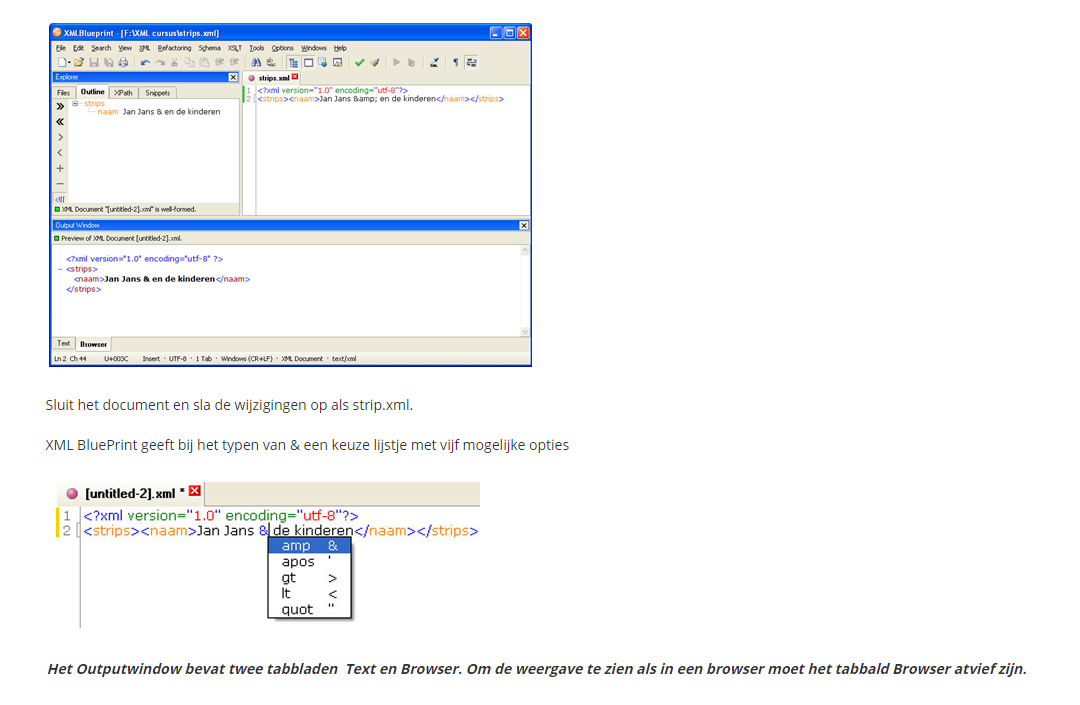 XMLBlueprint - [F:\XML cursus\strips.xml]
File Edit Search View XML Refactoring Schema XSLT Tools Options Windows Help
Explorer
strips.xml
Files Outline XPath Snippets
strips
naam Jan Jans & en de kinderen
1 <?xml version="1.0" encoding="utf-8"?>
2 <strips><naam>Jan Jans &amp; en de kinderen</naam></strips>
XML Document "[untitled-2].xml" is well-formed.
Output Window
Preview of XML Document [untitled-2].xml.
<?xml version="1.0" encoding="utf-8" ?>
- <strips>
<naam>Jan Jans & en de kinderen</naam>
</strips>
Text Browser
Ln 2 Ch 44 U+003C Insert · UTF-8 · 1 Tab · Windows (CR+LF) · XML Document · text/xml
Sluit het document en sla de wijzigingen op als strip.xml.
XML BluePrint geeft bij het typen van & een keuze lijstje met vijf mogelijke opties
[untitled-2].xml *
1 <?xml version="1.0" encoding="utf-8"?>
2 <strips><naam>Jan Jans & de kinderen</naam></strips>
amp &
apos '
gt >
lt <
quot "
Het Outputwindow bevat twee tabbladen Text en Browser. Om de weergave te zien als in een browser moet het tabbald Browser atvief zijn.